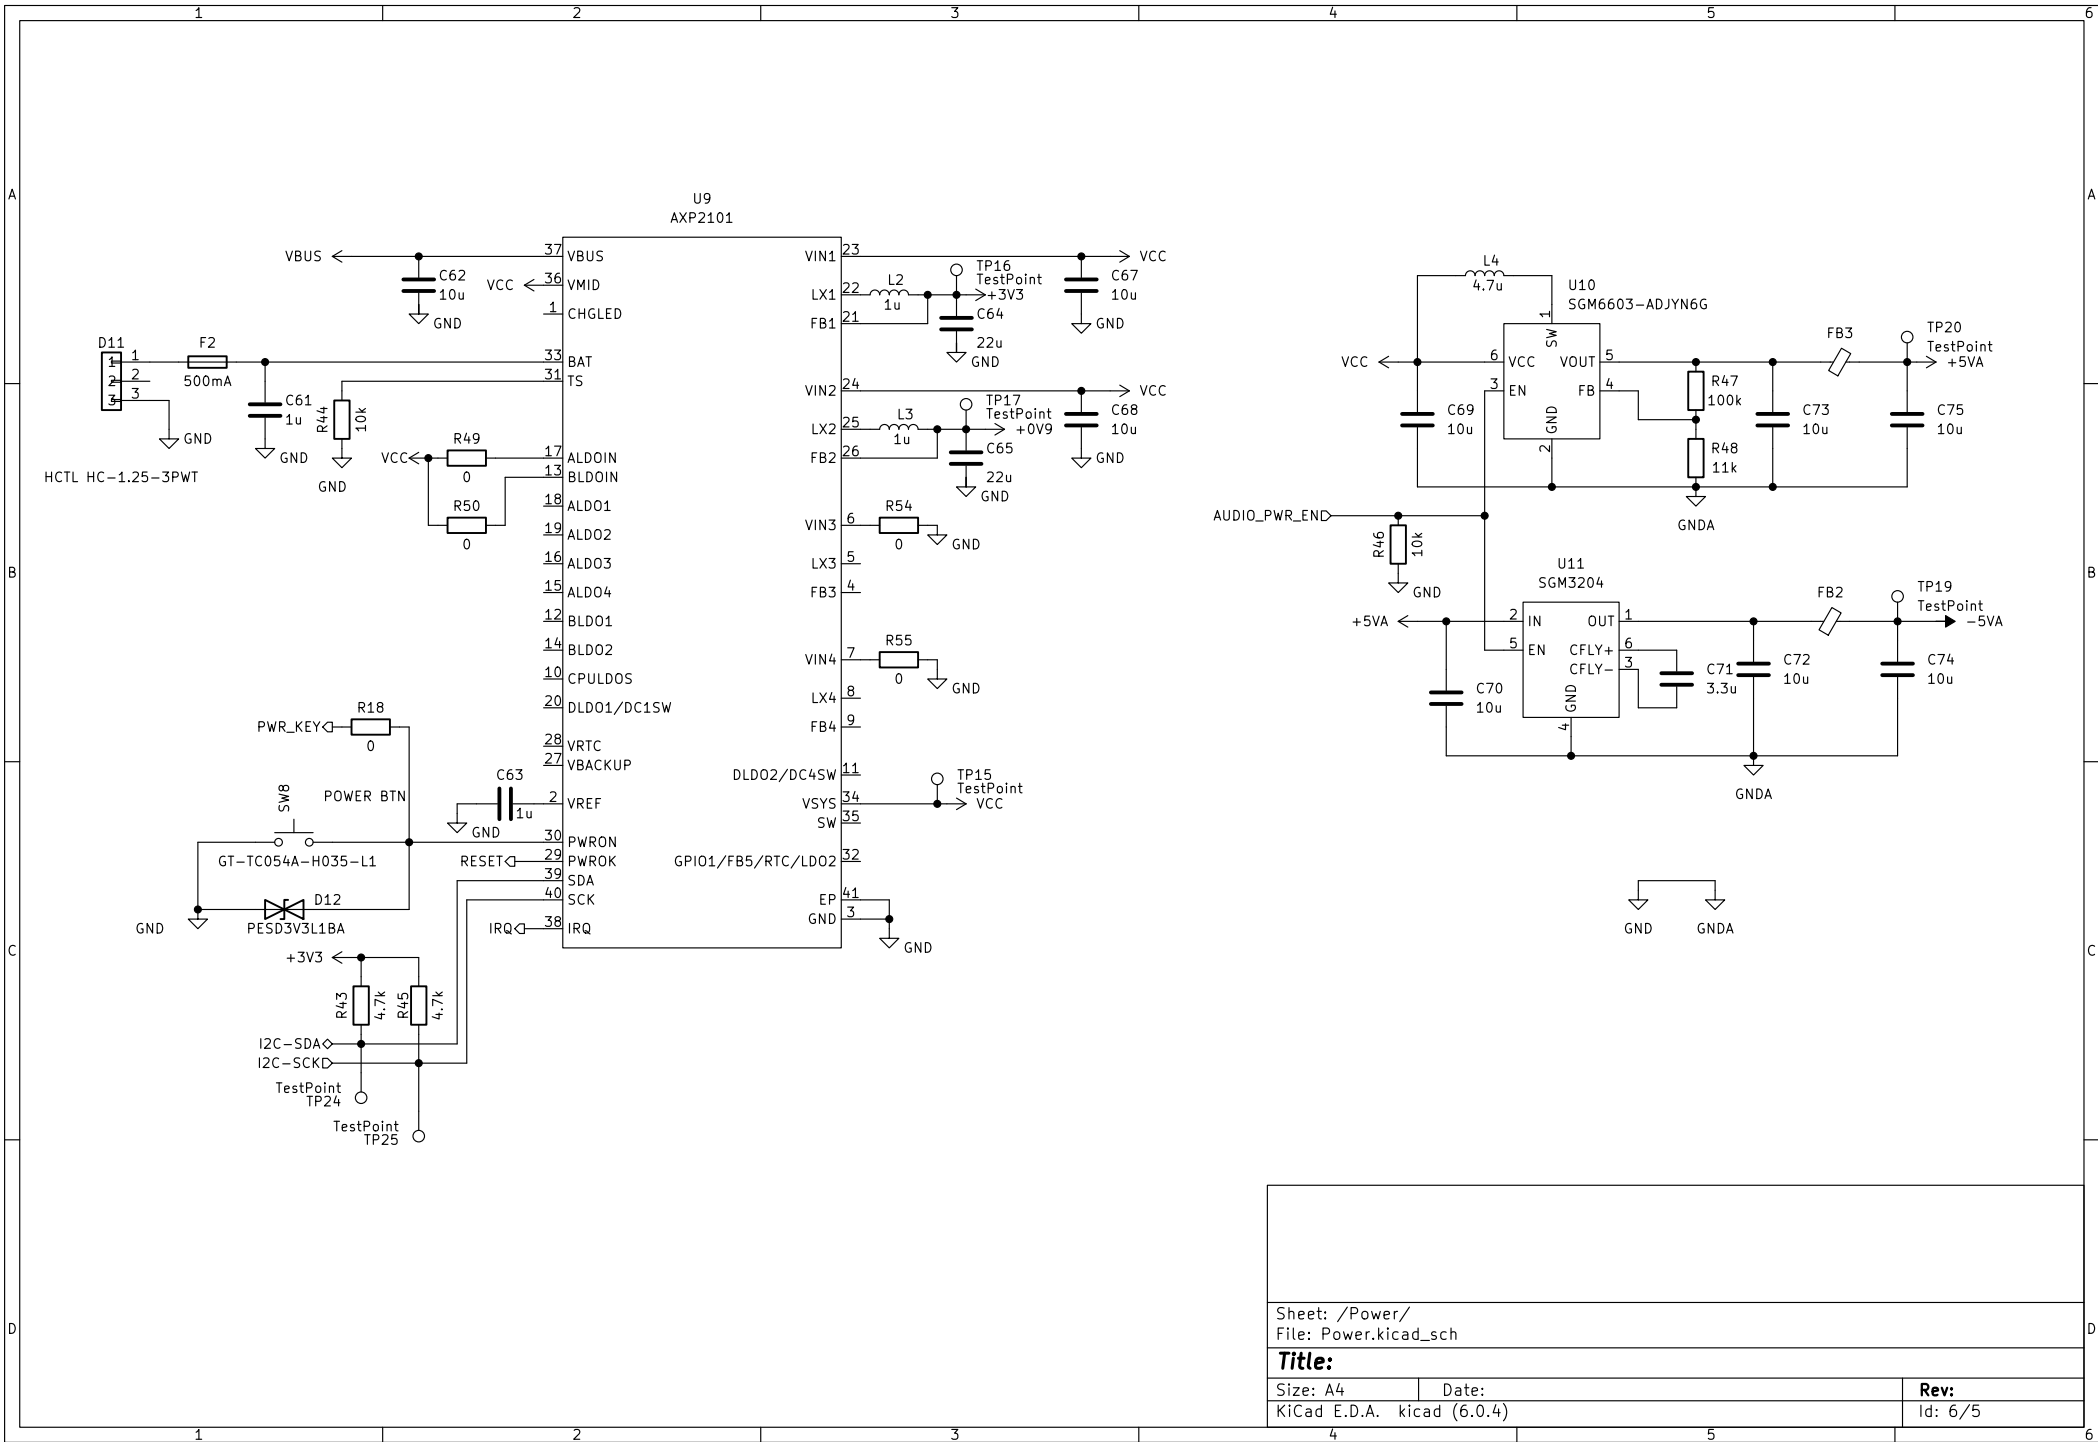 1 2 3 4 5 6
A
B
C
D
A
B
C
D
U9
AXP2101
VBUS
37 VBUS
C62
10u
GND
VCC
36 VMID
1 CHGLED
D11
1 1
2 2
3 3
F2
500mA
33 BAT
31 TS
C61
1u
GND
GND
R44
10k
GND
HCTL HC-1.25-3PWT
VCC
R49
0
17 ALDOIN
13 BLDOIN
R50
0
18 ALDO1
19 ALDO2
16 ALDO3
15 ALDO4
12 BLDO1
14 BLDO2
10 CPULDOS
20 DLDO1/DC1SW
28 VRTC
27 VBACKUP
PWR_KEY
R18
0
C63
1u
GND
2 VREF
SW8
POWER BTN
GT-TC054A-H035-L1
30 PWRON
RESET
29 PWROK
39 SDA
40 SCK
IRQ
38 IRQ
D12
PESD3V3L1BA
GND
+3V3
R43
4.7k
R45
4.7k
I2C-SDA
I2C-SCK
TestPoint
TP24
TestPoint
TP25
VIN1 23
VCC
C67
10u
GND
LX1 22
L2
1u
TP16
TestPoint
+3V3
FB1 21
C64
22u
GND
VIN2 24
VCC
C68
10u
GND
LX2 25
L3
1u
TP17
TestPoint
+0V9
FB2 26
C65
22u
GND
VIN3 6
R54
0
GND
LX3 5
FB3 4
VIN4 7
R55
0
GND
LX4 8
FB4 9
DLDO2/DC4SW 11
TP15
TestPoint
VSYS 34
VCC
SW 35
GPIO1/FB5/RTC/LDO2 32
EP 41
GND 3
GND
L4
4.7u
U10
SGM6603-ADJYN6G
1
SW
VCC
6 VCC
VOUT 5
3 EN
FB 4
GND
2
C69
10u
R47
100k
R48
11k
C73
10u
FB3
TP20
TestPoint
+5VA
C75
10u
GNDA
AUDIO_PWR_EN
R46
10k
GND
U11
SGM3204
+5VA
2 IN
OUT 1
5 EN
CFLY+ 6
CFLY- 3
GND
4
C70
10u
C71
3.3u
C72
10u
FB2
TP19
TestPoint
-5VA
C74
10u
GNDA
GND
GNDA
Sheet: /Power/
File: Power.kicad_sch
Title:
Size: A4
Date:
Rev:
KiCad E.D.A. kicad (6.0.4)
Id: 6/5
1 2 3 4 5 6